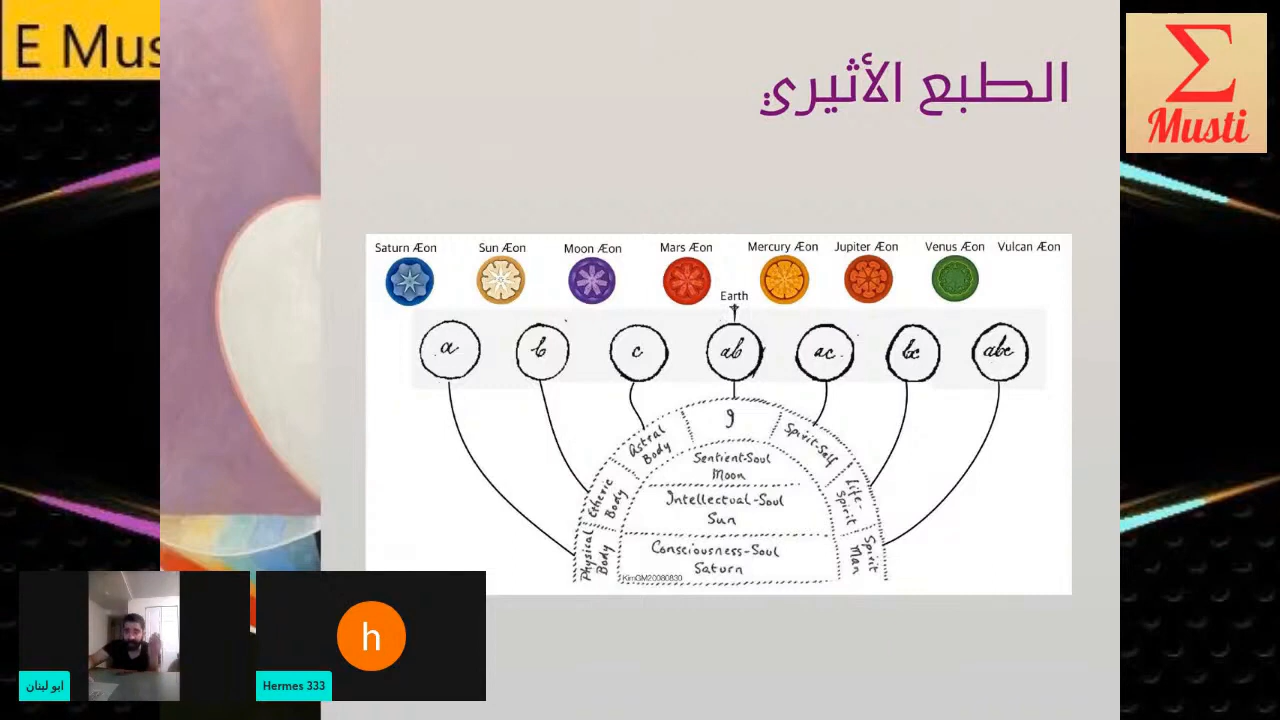 E Mus
Σ
Musti
الطبع الأثيري
Saturn Æon Sun Æon Moon Æon Mars Æon Mercury Æon Jupiter Æon Venus Æon Vulcan Æon
Earth
a b c ab ac bc abc
Physical Body
Etheric Body
Astral Body
I
Spirit-Self
Life-Spirit
Spirit Man
Sentient-Soul
Moon
Intellectual-Soul
Sun
Consciousness-Soul
Saturn
KimGM20080830
h
ابو لبنان
Hermes 333